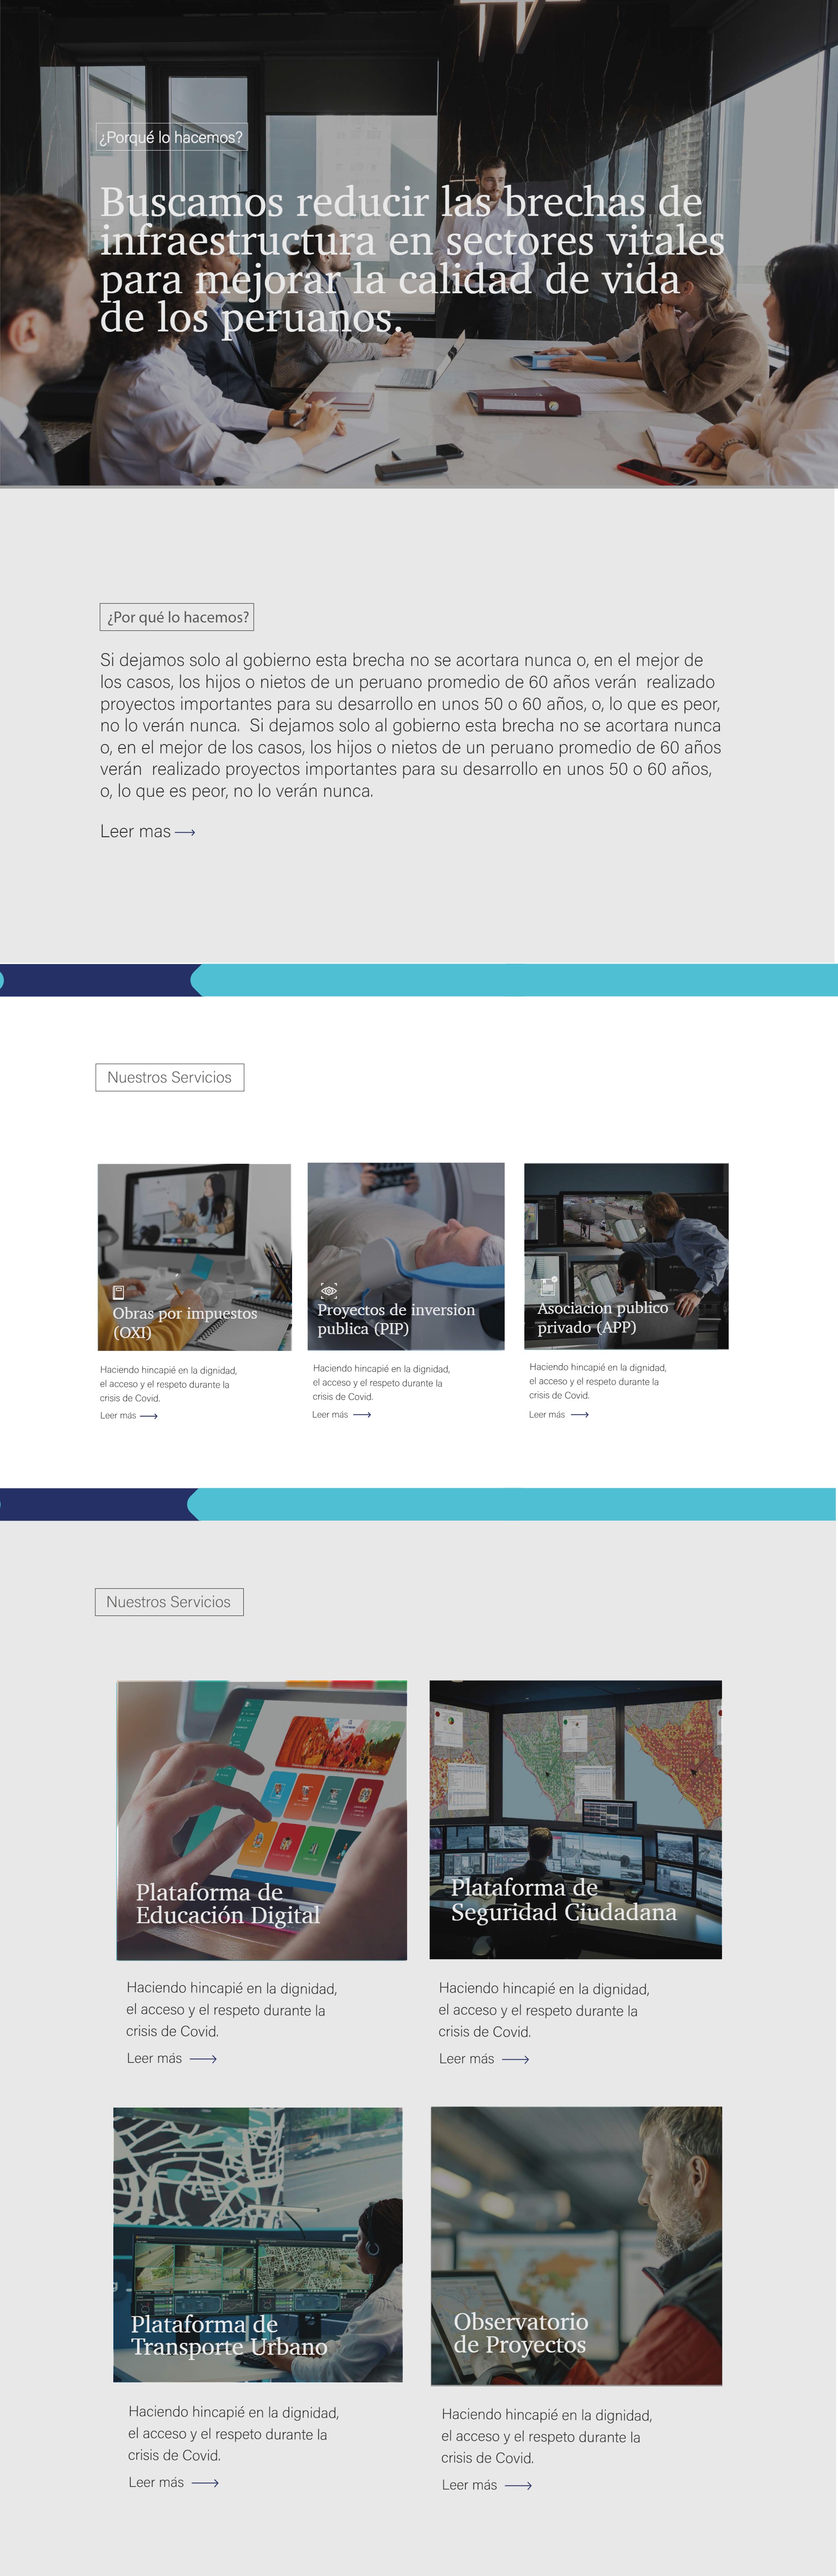 ¿Porqué lo hacemos?
Buscamos reducir las brechas de
infraestructura en sectores vitales
para mejorar la calidad de vida
de los peruanos.
¿Por qué lo hacemos?
Si dejamos solo al gobierno esta brecha no se acortara nunca o, en el mejor de
los casos, los hijos o nietos de un peruano promedio de 60 años verán  realizado
proyectos importantes para su desarrollo en unos 50 o 60 años, o, lo que es peor,
no lo verán nunca.  Si dejamos solo al gobierno esta brecha no se acortara nunca
o, en el mejor de los casos, los hijos o nietos de un peruano promedio de 60 años
verán  realizado proyectos importantes para su desarrollo en unos 50 o 60 años,
o, lo que es peor, no lo verán nunca.
Leer mas
Nuestros Servicios
Obras por impuestos
(OXI)
Haciendo hincapié en la dignidad,
el acceso y el respeto durante la
crisis de Covid.
Leer más
Proyectos de inversion
publica (PIP)
Haciendo hincapié en la dignidad,
el acceso y el respeto durante la
crisis de Covid.
Leer más
Asociacion publico
privado (APP)
Haciendo hincapié en la dignidad,
el acceso y el respeto durante la
crisis de Covid.
Leer más
Nuestros Servicios
Plataforma de
Educación Digital
Haciendo hincapié en la dignidad,
el acceso y el respeto durante la
crisis de Covid.
Leer más
Plataforma de
Seguridad Ciudadana
Haciendo hincapié en la dignidad,
el acceso y el respeto durante la
crisis de Covid.
Leer más
Plataforma de
Transporte Urbano
Haciendo hincapié en la dignidad,
el acceso y el respeto durante la
crisis de Covid.
Leer más
Observatorio
de Proyectos
Haciendo hincapié en la dignidad,
el acceso y el respeto durante la
crisis de Covid.
Leer más